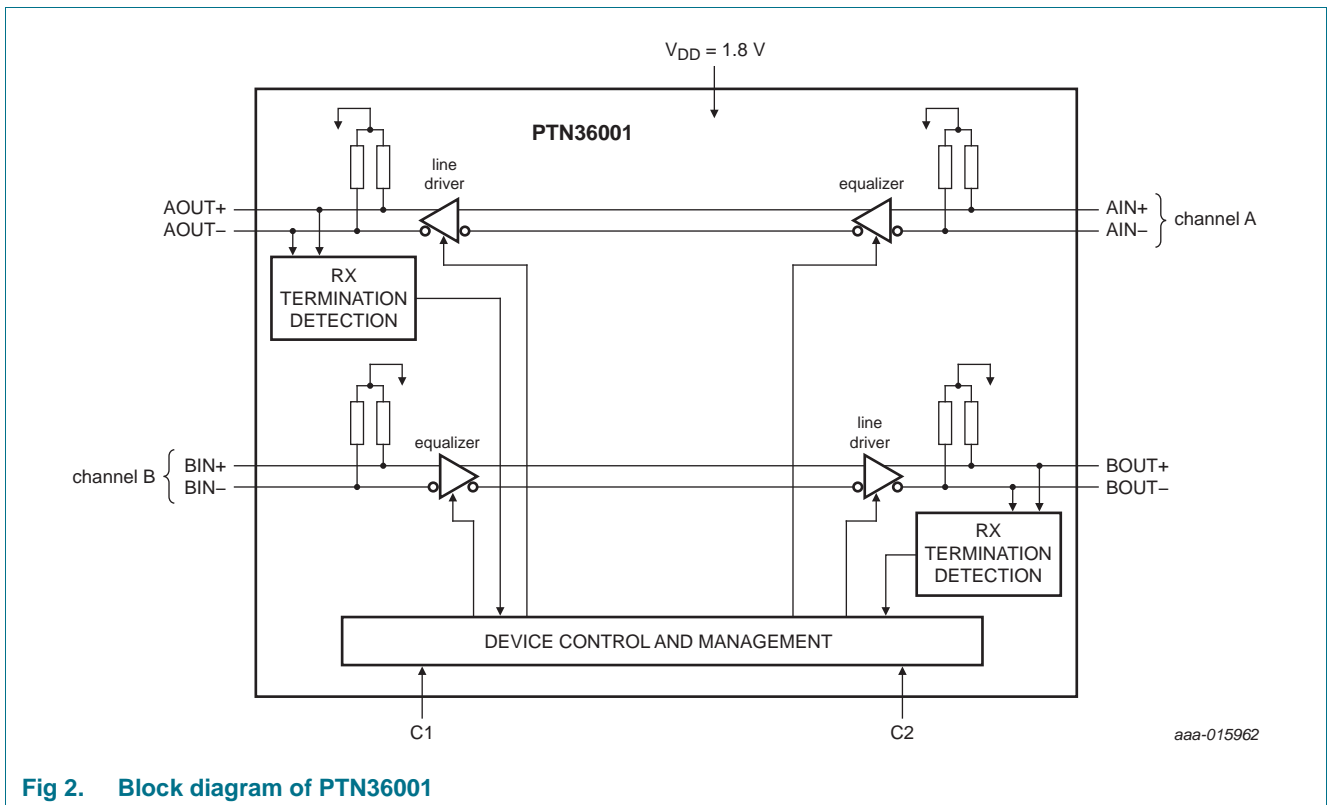 VDD = 1.8 V
PTN36001
line
driver
equalizer
AOUT+
AOUT−
AIN+
AIN−
channel A
RX
TERMINATION
DETECTION
equalizer
line
driver
channel B
BIN+
BIN−
BOUT+
BOUT−
RX
TERMINATION
DETECTION
DEVICE CONTROL AND MANAGEMENT
C1
C2
aaa-015962
Fig 2. Block diagram of PTN36001